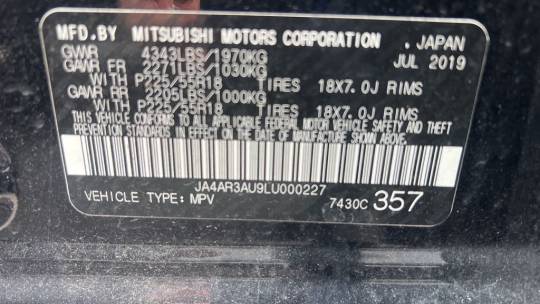 MFD.BY MITSUBISHI MOTORS CORPORATION . JAPAN
GVWR 4343LBS/1970KG JUL 2019
GAWR FR 2271LBS/1030KG
WITH P225/55R18 TIRES 18X7.0J RIMS
GAWR RR 2205LBS/1000KG
WITH P225/55R18 TIRES 18X7.0J RIMS
THIS VEHICLE CONFORMS TO ALL APPLICABLE FEDERAL MOTOR VEHICLE SAFETY AND THEFT
PREVENTION STANDARDS IN EFFECT ON THE DATE OF MANUFACTURE SHOWN ABOVE.
JA4AR3AU9LU000227
VEHICLE TYPE: MPV 7430C 357